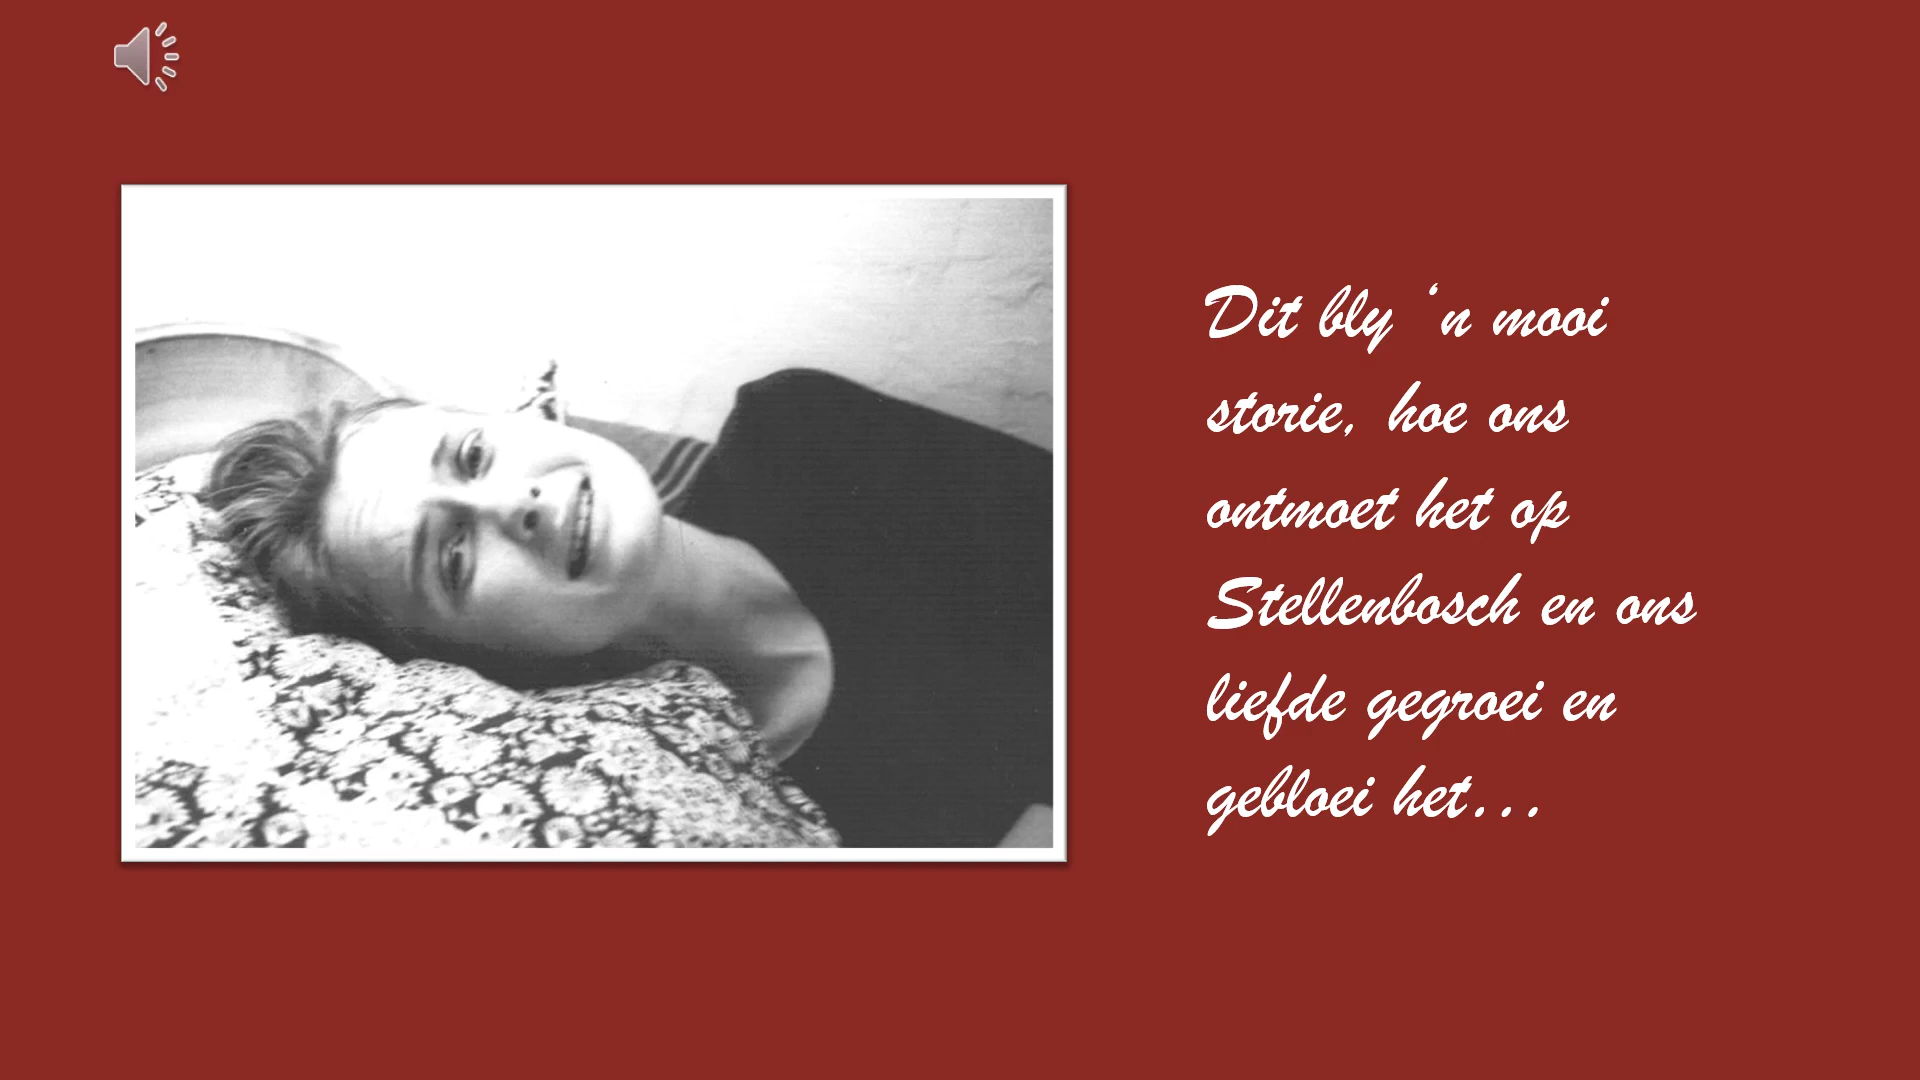 Dit bly ‘n mooi
storie, hoe ons
ontmoet het op
Stellenbosch en ons
liefde gegroei en
gebloei het…